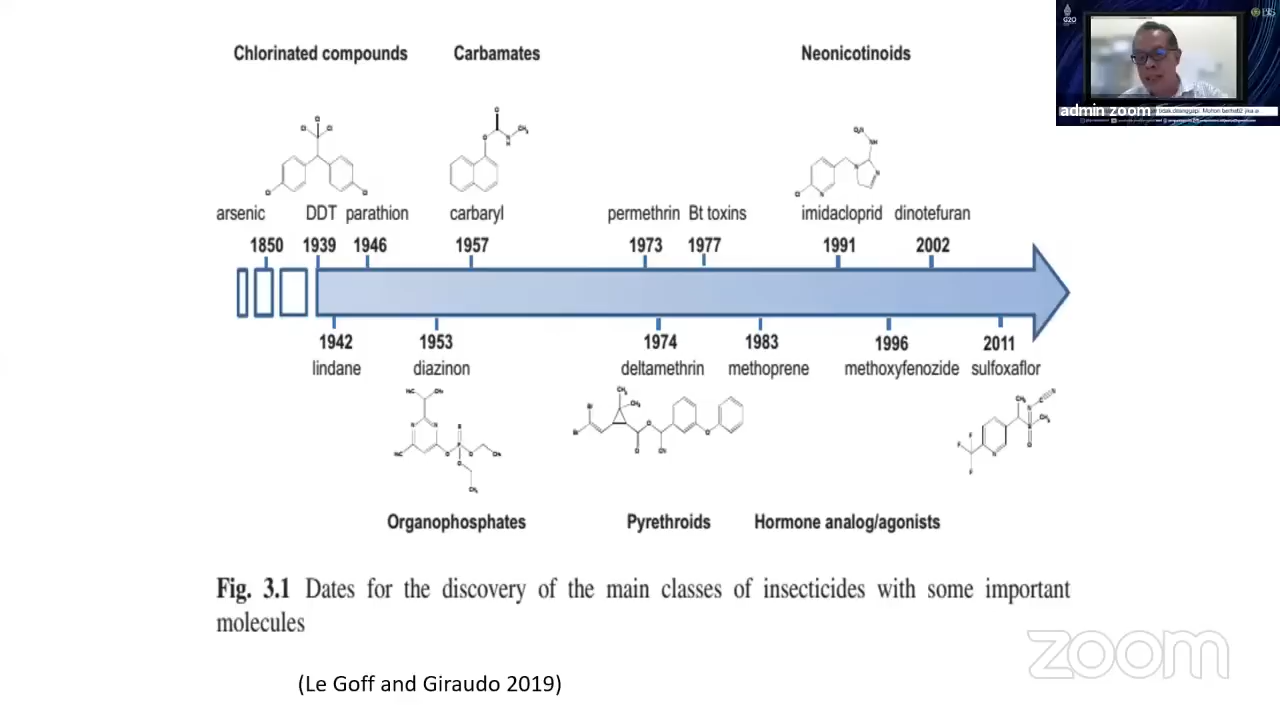 Chlorinated compounds Carbamates Neonicotinoids
arsenic DDT parathion carbaryl permethrin Bt toxins imidacloprid dinotefuran
1850 1939 1946 1957 1973 1977 1991 2002
1942 1953 1974 1983 1996 2011
lindane diazinon deltamethrin methoprene methoxyfenozide sulfoxaflor
Organophosphates Pyrethroids Hormone analog/agonists
Fig. 3.1 Dates for the discovery of the main classes of insecticides with some important
molecules
(Le Goff and Giraudo 2019)
zoom
G20
admin zoom